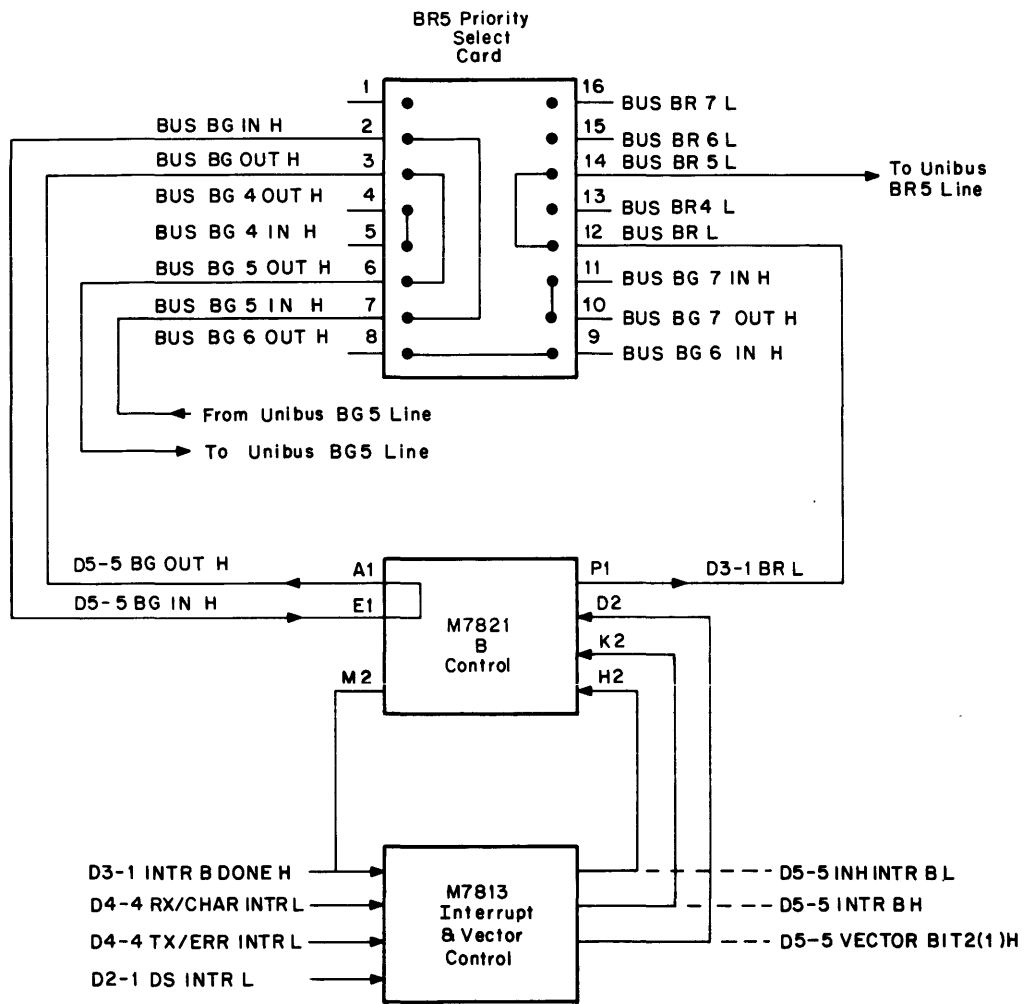 BR5 Priority
Select
Card
1
16
BUS BR 7 L
BUS BG IN H
2
15
BUS BR 6 L
BUS BG OUT H
3
14
BUS BR 5 L
To Unibus
BR5 Line
BUS BG 4 OUT H
4
13
BUS BR4 L
BUS BG 4 IN H
5
12
BUS BR L
BUS BG 5 OUT H
6
11
BUS BG 7 IN H
BUS BG 5 IN H
7
10
BUS BG 7 OUT H
BUS BG 6 OUT H
8
9
BUS BG 6 IN H
From Unibus BG5 Line
To Unibus BG5 Line
D5-5 BG OUT H
A1
P1
D3-1 BR L
D5-5 BG IN H
E1
D2
M7821
B
Control
K2
M2
H2
D3-1 INTR B DONE H
D5-5 INH INTR B L
M7813
Interrupt
& Vector
Control
D4-4 RX/CHAR INTR L
D5-5 INTR B H
D4-4 TX/ERR INTR L
D5-5 VECTOR BIT2(1)H
D2-1 DS INTR L